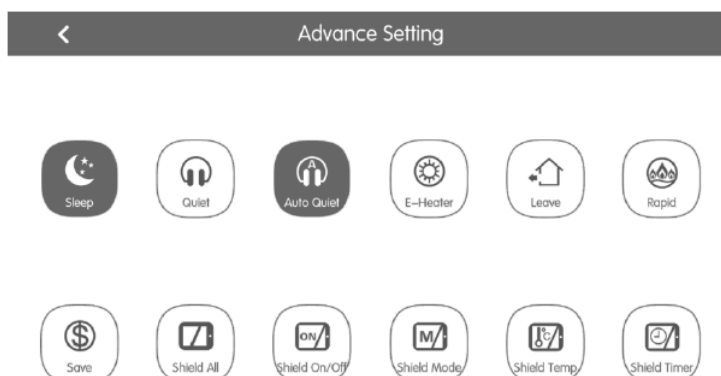 Advance Setting
Sleep
Quiet
A
Auto Quiet
E-Heater
Leave
Rapid
$
Save
Shield All
ON/
Shield On/Off
M/
Shield Mode
°C
Shield Temp
Shield Timer